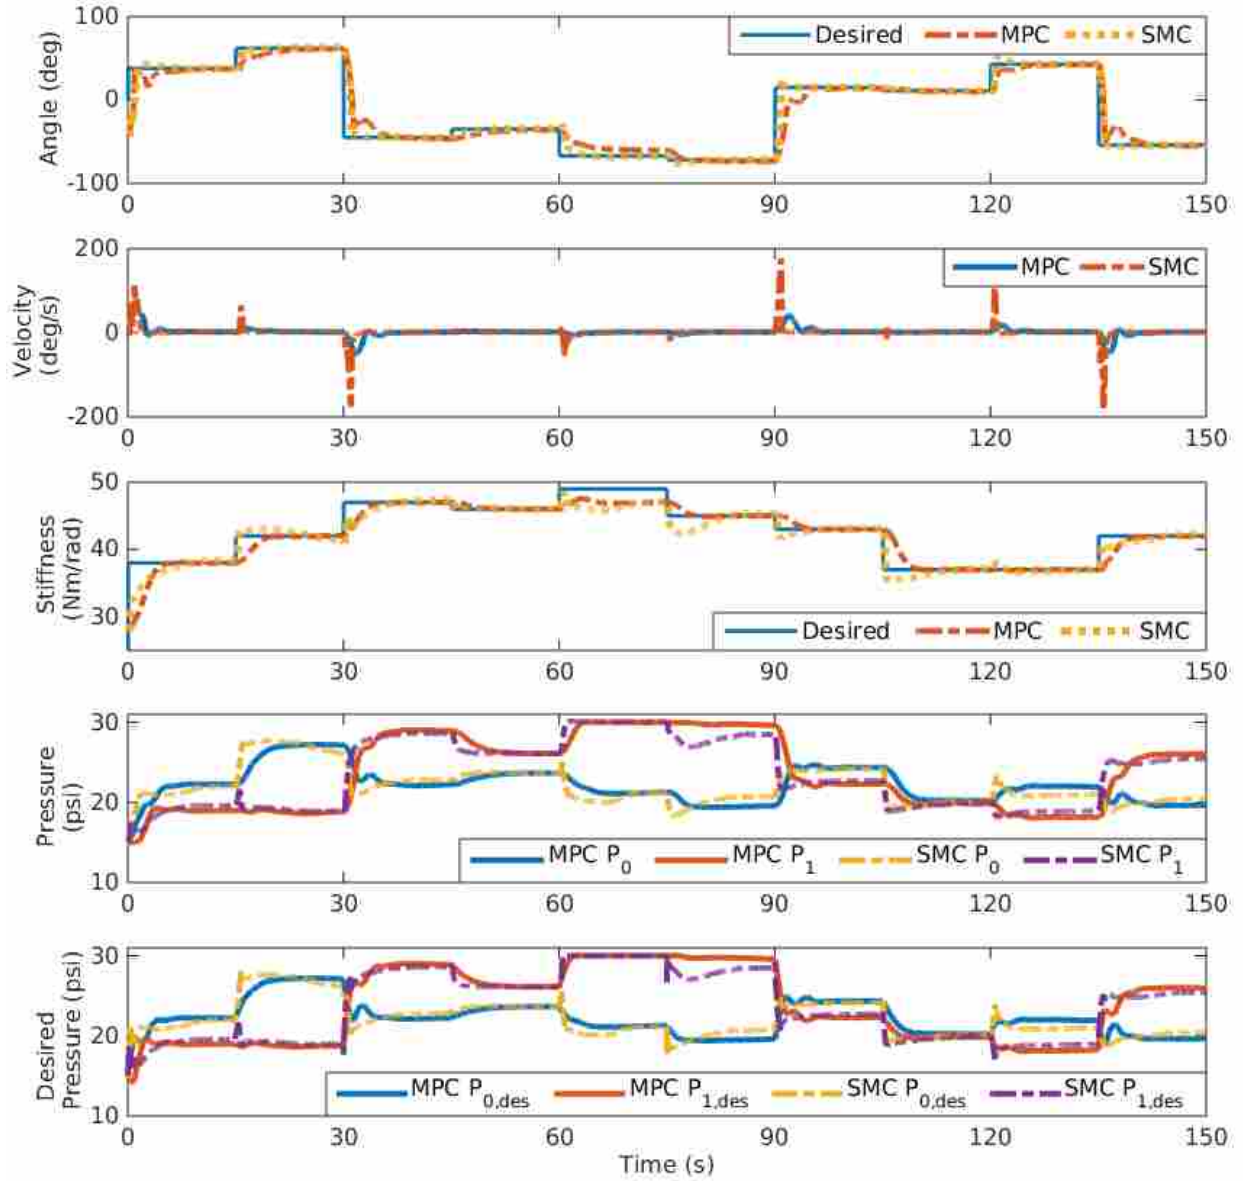 100
Desired MPC SMC
Angle (deg)
0
-100
0 30 60 90 120 150
200
MPC SMC
Velocity
(deg/s)
0
-200
0 30 60 90 120 150
50
Stiffness
(Nm/rad)
40
30
Desired MPC SMC
0 30 60 90 120 150
30
Pressure
(psi)
20
MPC P0 MPC P1 SMC P0 SMC P1
10
0 30 60 90 120 150
30
Desired
Pressure (psi)
20
MPC P0,des MPC P1,des SMC P0,des SMC P1,des
10
0 30 60 90 120 150
Time (s)